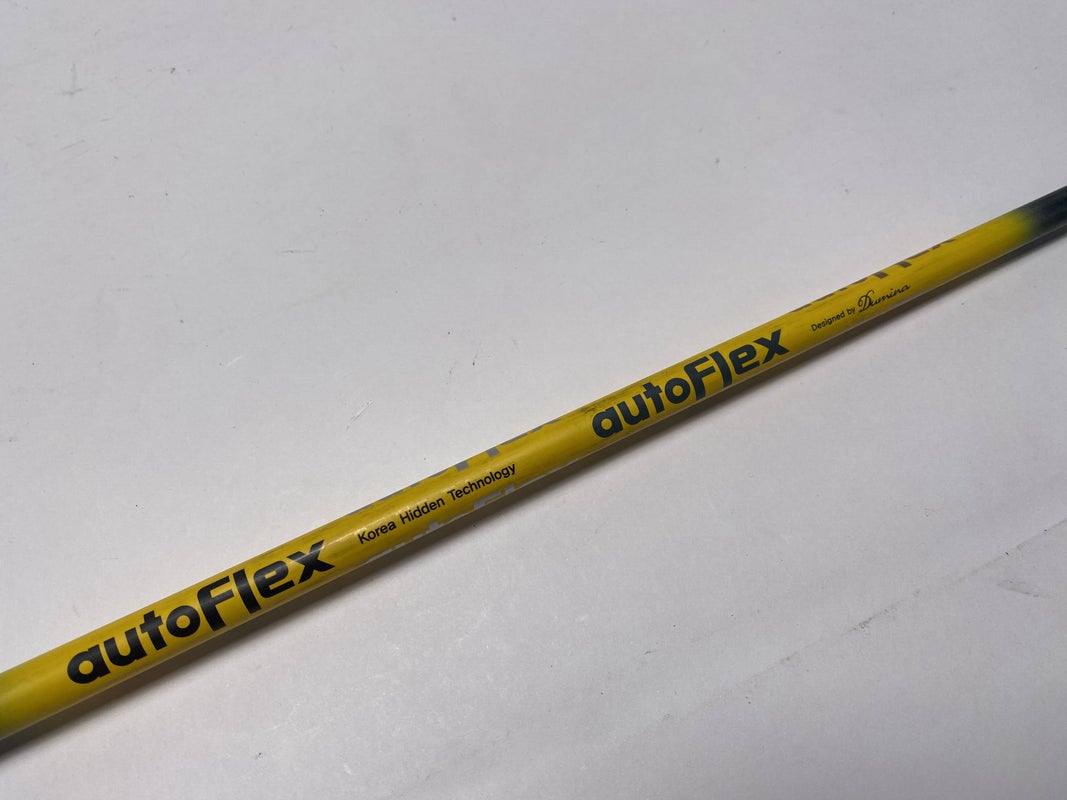 autoFlex
Korea Hidden Technology
autoFlex
Designed by Dumina